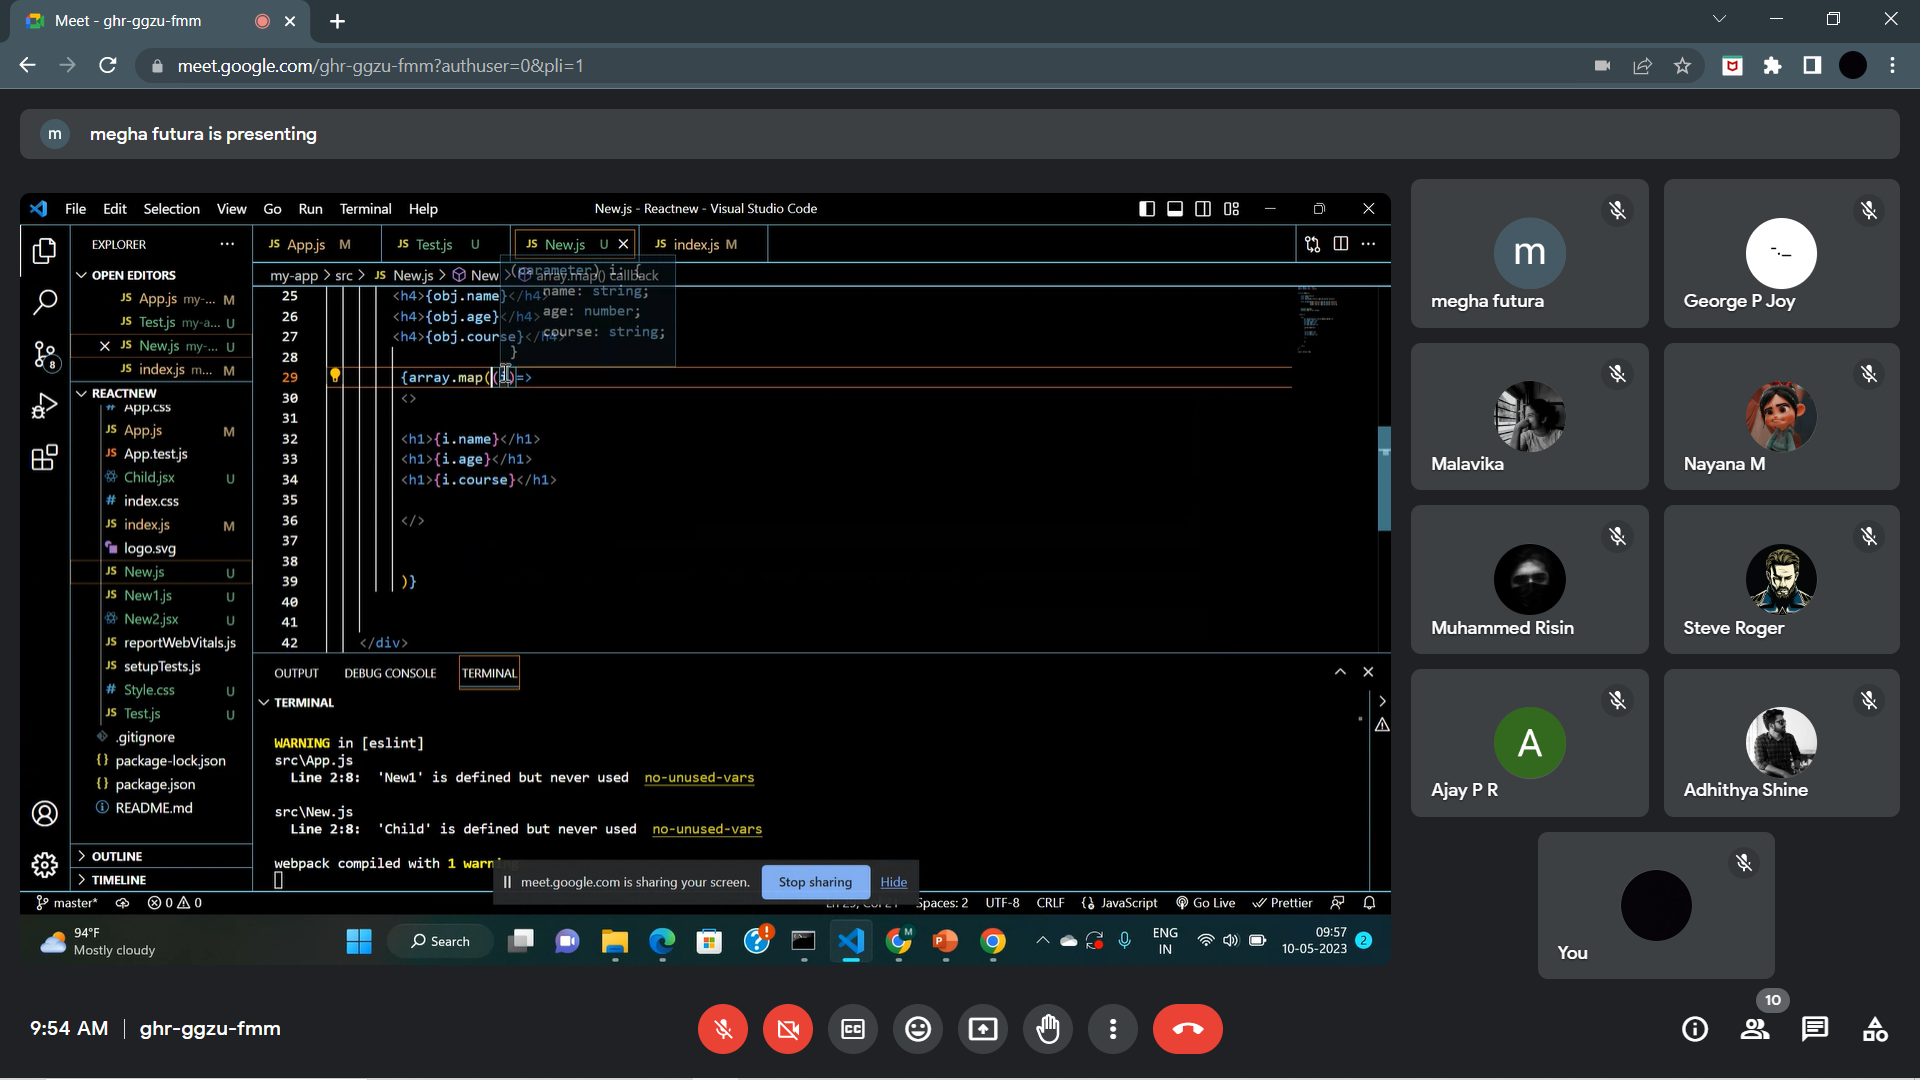 Meet - ghr-ggzu-fmm
meet.google.com/ghr-ggzu-fmm?authuser=0&pli=1
m
megha futura is presenting
File Edit Selection View Go Run Terminal Help
New.js - Reactnew - Visual Studio Code
EXPLORER
OPEN EDITORS
JS App.js my-... M
JS Test.js my-a... U
JS New.js my-... U
JS index.js m... M
REACTNEW
# App.css
JS App.js M
JS App.test.js
Child.jsx U
# index.css
JS index.js M
logo.svg
JS New.js U
JS New1.js U
New2.jsx U
JS reportWebVitals.js
JS setupTests.js
# Style.css U
JS Test.js U
.gitignore
{} package-lock.json
{} package.json
README.md
OUTLINE
TIMELINE
8
JS App.js M
JS Test.js U
JS New.js U
JS index.js M
my-app > src > JS New.js > New > array.map() callback
(parameter) i: {
name: string;
age: number;
course: string;
}
25 <h4>{obj.name}</h4>
26 <h4>{obj.age}</h4>
27 <h4>{obj.course}</h4>
28
29 {array.map((i)=>
30 <>
31
32 <h1>{i.name}</h1>
33 <h1>{i.age}</h1>
34 <h1>{i.course}</h1>
35
36 </>
37
38
39 )}
40
41
42 </div>
OUTPUT DEBUG CONSOLE TERMINAL
TERMINAL
WARNING in [eslint]
src\App.js
Line 2:8: 'New1' is defined but never used no-unused-vars
src\New.js
Line 2:8: 'Child' is defined but never used no-unused-vars
webpack compiled with 1 warn
meet.google.com is sharing your screen. Stop sharing Hide
master* 0 0
Spaces: 2 UTF-8 CRLF {} JavaScript Go Live Prettier
94°F
Mostly cloudy
Search
M
ENG
IN
09:57
10-05-2023
2
m
megha futura
George P Joy
Malavika
Nayana M
Muhammed Risin
Steve Roger
A
Ajay P R
Adhithya Shine
You
9:54 AM | ghr-ggzu-fmm
CC
10